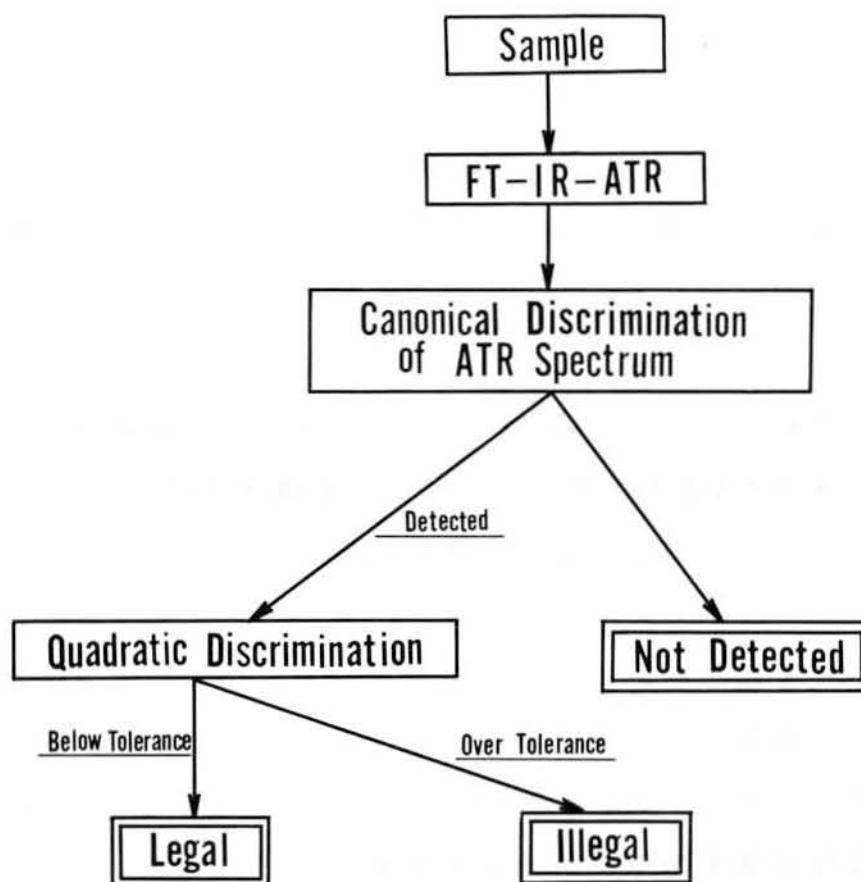 Sample
FT-IR-ATR
Canonical Discrimination
of ATR Spectrum
Detected
Quadratic Discrimination
Not Detected
Below Tolerance
Over Tolerance
Legal
Illegal